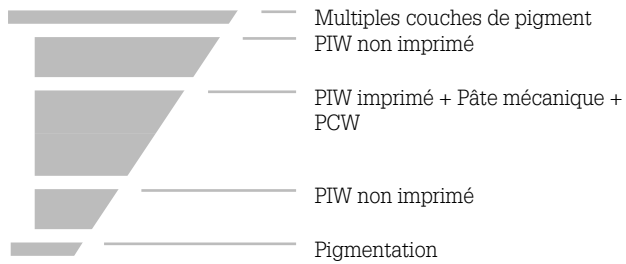 Multiples couches de pigment
PIW non imprimé
PIW imprimé + Pâte mécanique +
PCW
PIW non imprimé
Pigmentation